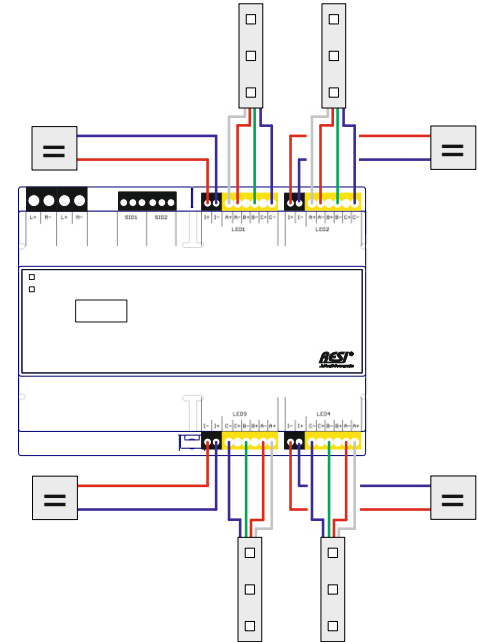 L+ M- L+ M- SIO1 SIO2 I+ I- A+ A- B+ B- C+ C- I+ I- A+ A- B+ B- C+ C-
LED1 LED2
RESI
LED3 LED4
I- I+ C- C+ B- B+ A- A+ I- I+ C- C+ B- B+ A- A+